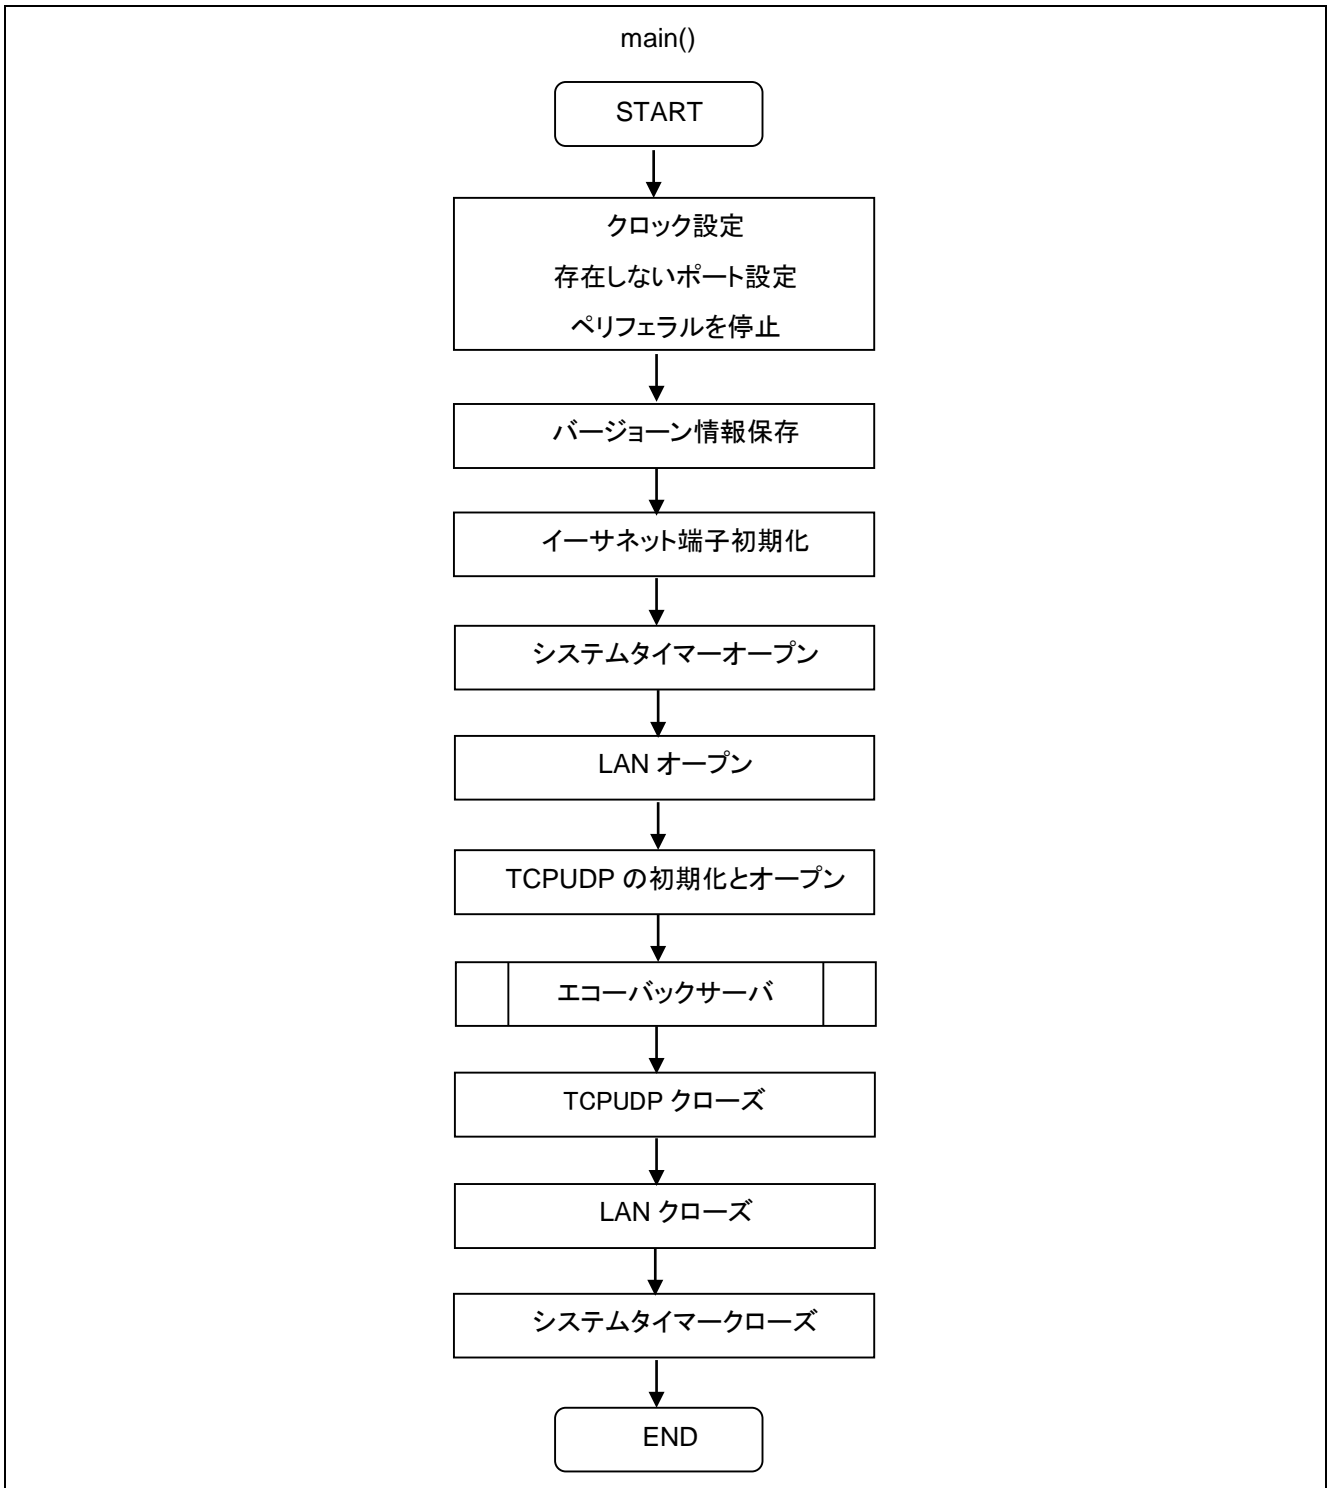 main()
START
クロック設定
存在しないポート設定
ペリフェラルを停止
バージョーン情報保存
イーサネット端子初期化
システムタイマーオープン
LAN オープン
TCPUDP の初期化とオープン
エコーバックサーバ
TCPUDP クローズ
LAN クローズ
システムタイマークローズ
END